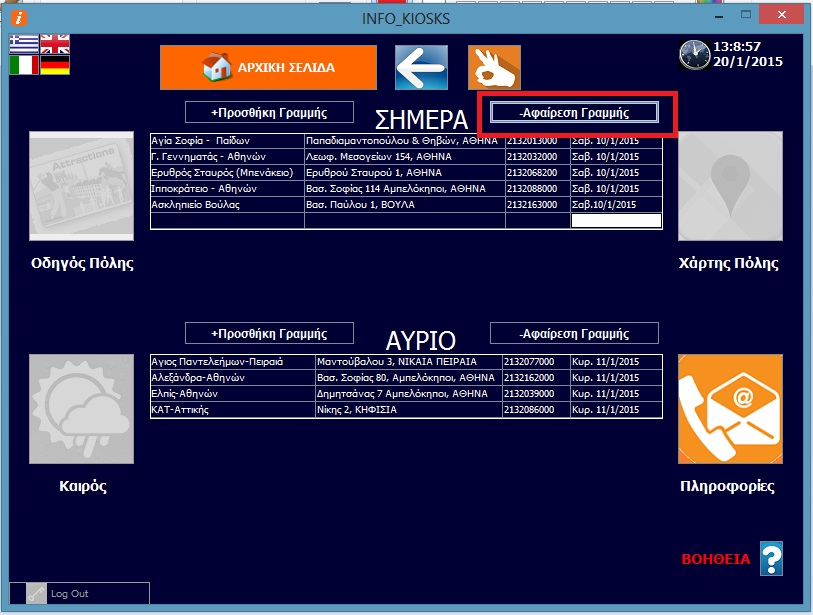 INFO_KIOSKS
13:8:57
20/1/2015
ΑΡΧΙΚΗ ΣΕΛΙΔΑ
+Προσθήκη Γραμμής
ΣΗΜΕΡΑ
-Αφαίρεση Γραμμής
Αγία Σοφία - Παίδων Παπαδιαμαντοπούλου & Θηβών, ΑΘΗΝΑ 2132013000 Σαβ. 10/1/2015
Γ. Γεννηματάς - Αθηνών Λεωφ. Μεσογείων 154, ΑΘΗΝΑ 2132032000 Σαβ. 10/1/2015
Ερυθρός Σταυρός (Μπενάκειο) Ερυθρού Σταυρού 1, ΑΘΗΝΑ 2132068200 Σαβ. 10/1/2015
Ιπποκράτειο - Αθηνών Βασ. Σοφίας 114 Αμπελόκηποι, ΑΘΗΝΑ 2132088000 Σαβ. 10/1/2015
Ασκληπιείο Βούλας Βασ. Παύλου 1, ΒΟΥΛΑ 2132163000 Σαβ.10/1/2015
Attractions
Οδηγός Πόλης
Χάρτης Πόλης
+Προσθήκη Γραμμής
ΑΥΡΙΟ
-Αφαίρεση Γραμμής
Αγιος Παντελεήμων-Πειραιά Μαντούβαλου 3, ΝΙΚΑΙΑ ΠΕΙΡΑΙΑ 2132077000 Κυρ. 11/1/2015
Αλεξάνδρα-Αθηνών Βασ. Σοφίας 80, Αμπελόκηποι, ΑΘΗΝΑ 2132162000 Κυρ. 11/1/2015
Ελπίς-Αθηνών Δημητσάνας 7 Αμπελόκηποι, ΑΘΗΝΑ 2132039000 Κυρ. 11/1/2015
ΚΑΤ-Αττικής Νίκης 2, ΚΗΦΙΣΙΑ 2132086000 Κυρ. 11/1/2015
@
Καιρός
Πληροφορίες
ΒΟΗΘΕΙΑ ?
Log Out